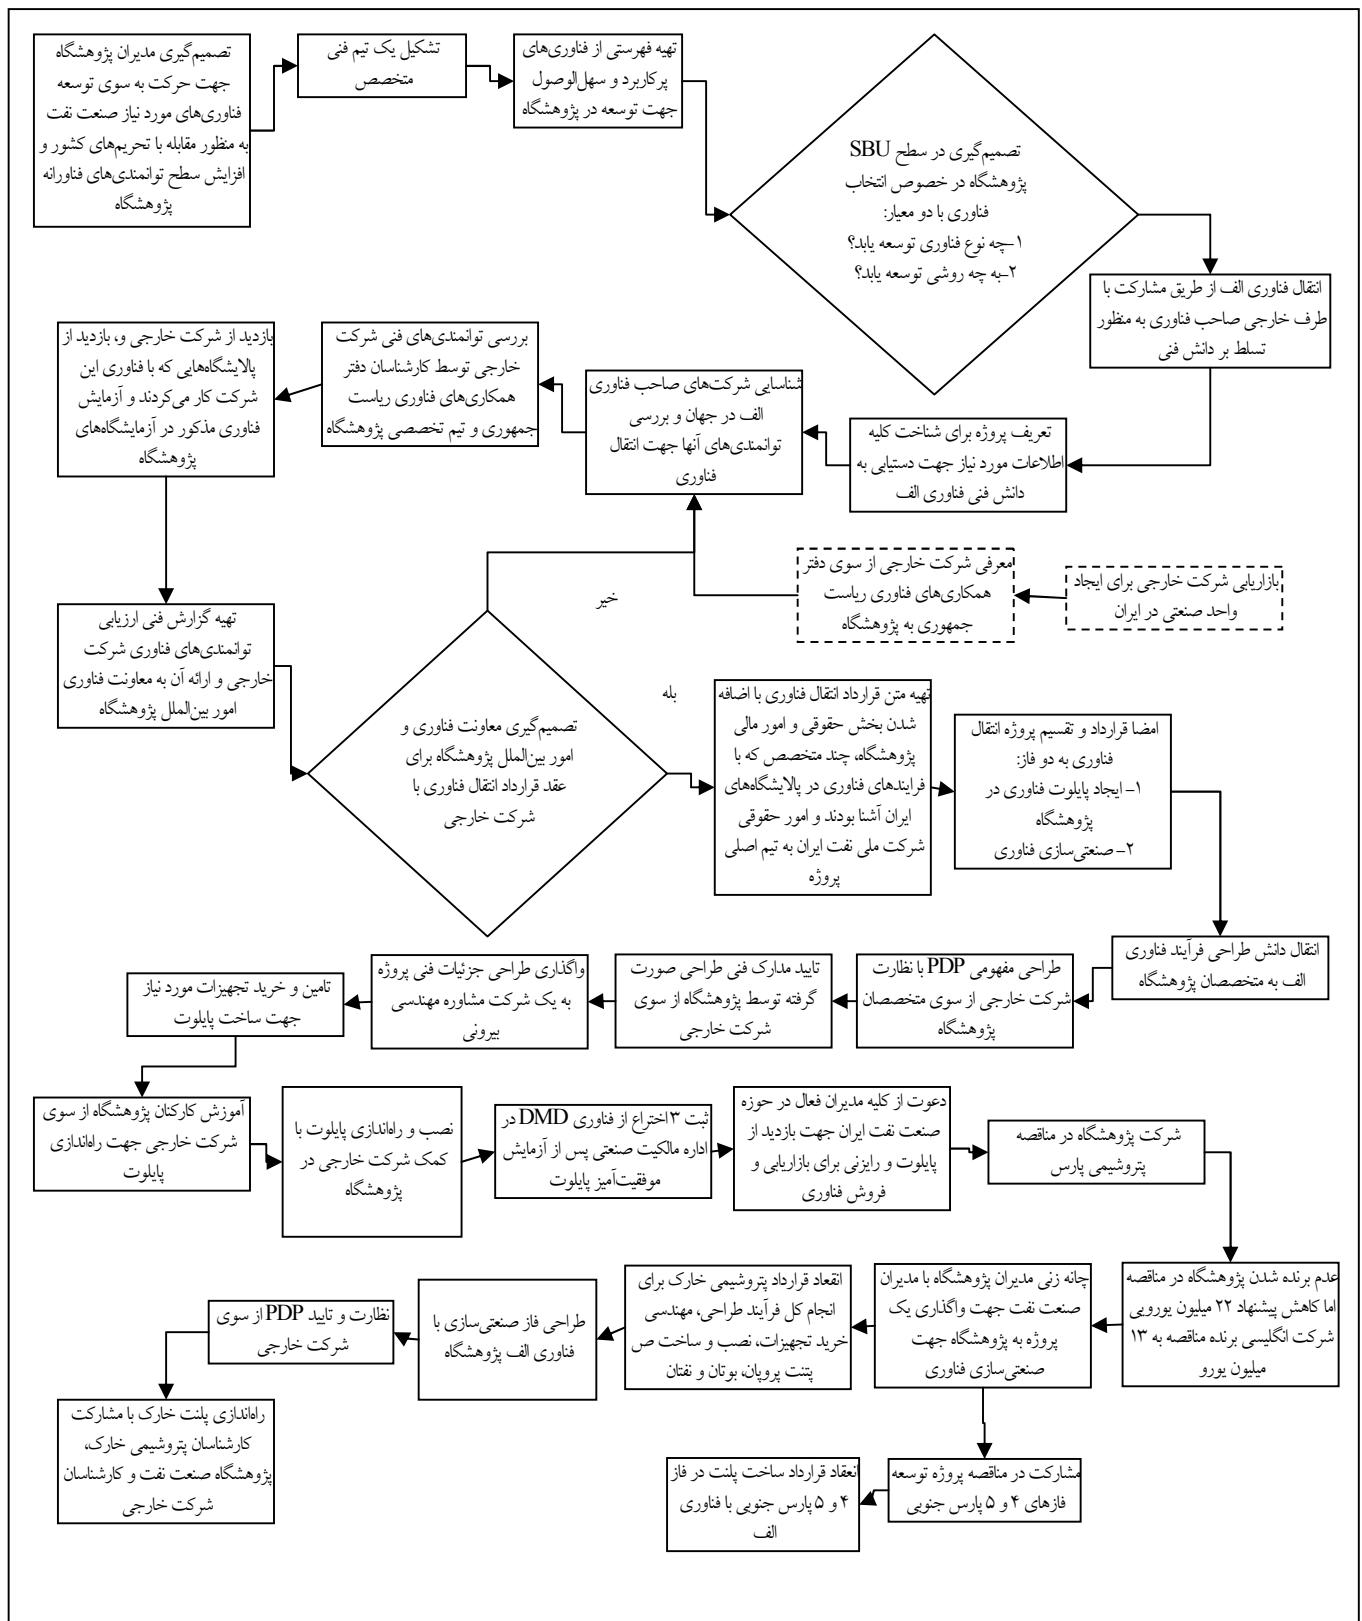 تصمیم‌گیری مدیران پژوهشگاه
جهت حرکت به سوی توسعه
فناوری‌های مورد نیاز صنعت نفت
به منظور مقابله با تحریم‌های کشور و
افزایش سطح توانمندی‌های فناورانه
پژوهشگاه
تشکیل یک تیم فنی
متخصص
تهیه فهرستی از فناوری‌های
پرکاربرد و سهل‌الوصول
جهت توسعه در پژوهشگاه
تصمیم‌گیری در سطح SBU
پژوهشگاه در خصوص انتخاب
فناوری با دو معیار:
۱-چه نوع فناوری توسعه یابد؟
۲-به چه روشی توسعه یابد؟
انتقال فناوری الف از طریق مشارکت با
طرف خارجی صاحب فناوری به منظور
تسلط بر دانش فنی
تعریف پروژه برای شناخت کلیه
اطلاعات مورد نیاز جهت دستیابی به
دانش فنی فناوری الف
شناسایی شرکت‌های صاحب فناوری
الف در جهان و بررسی
توانمندی‌های آنها جهت انتقال
فناوری
بررسی توانمندی‌های فنی شرکت
خارجی توسط کارشناسان دفتر
همکاری‌های فناوری ریاست
جمهوری و تیم تخصصی پژوهشگاه
بازدید از شرکت خارجی و، بازدید از
پالایشگاه‌هایی که با فناوری این
شرکت کار می‌کردند و آزمایش
فناوری مذکور در آزمایشگاه‌های
پژوهشگاه
بازاریابی شرکت خارجی برای ایجاد
واحد صنعتی در ایران
معرفی شرکت خارجی از سوی دفتر
همکاری‌های فناوری ریاست
جمهوری به پژوهشگاه
خیر
تهیه گزارش فنی ارزیابی
توانمندی‌های فناوری شرکت
خارجی و ارائه آن به معاونت فناوری
امور بین‌الملل پژوهشگاه
تصمیم‌گیری معاونت فناوری و
امور بین‌الملل پژوهشگاه برای
عقد قرارداد انتقال فناوری با
شرکت خارجی
بله
تهیه متن قرارداد انتقال فناوری با اضافه
شدن بخش حقوقی و امور مالی
پژوهشگاه، چند متخصص که با
فرایندهای فناوری در پالایشگاه‌های
ایران آشنا بودند و امور حقوقی
شرکت ملی نفت ایران به تیم اصلی
پروژه
امضا قرارداد و تقسیم پروژه انتقال
فناوری به دو فاز:
۱- ایجاد پایلوت فناوری در
پژوهشگاه
۲- صنعتی‌سازی فناوری
انتقال دانش طراحی فرآیند فناوری
الف به متخصصان پژوهشگاه
طراحی مفهومی PDP با نظارت
شرکت خارجی از سوی متخصصان
پژوهشگاه
تایید مدارک فنی طراحی صورت
گرفته توسط پژوهشگاه از سوی
شرکت خارجی
واگذاری طراحی جزئیات فنی پروژه
به یک شرکت مشاوره مهندسی
بیرونی
تامین و خرید تجهیزات مورد نیاز
جهت ساخت پایلوت
آموزش کارکنان پژوهشگاه از سوی
شرکت خارجی جهت راه‌اندازی
پایلوت
نصب و راه‌اندازی پایلوت با
کمک شرکت خارجی در
پژوهشگاه
ثبت ۳اختراع از فناوری DMD در
اداره مالکیت صنعتی پس از آزمایش
موفقیت‌آمیز پایلوت
دعوت از کلیه مدیران فعال در حوزه
صنعت نفت ایران جهت بازدید از
پایلوت و رایزنی برای بازاریابی و
فروش فناوری
شرکت پژوهشگاه در مناقصه
پتروشیمی پارس
عدم برنده شدن پژوهشگاه در مناقصه
اما کاهش پیشنهاد ۲۲ میلیون یورویی
شرکت انگلیسی برنده مناقصه به ۱۳
میلیون یورو
چانه زنی مدیران پژوهشگاه با مدیران
صنعت نفت جهت واگذاری یک
پروژه به پژوهشگاه جهت
صنعتی‌سازی فناوری
انقعاد قرارداد پتروشیمی خارک برای
انجام کل فرآیند طراحی، مهندسی
خرید تجهیزات، نصب و ساخت ص
پتنت پروپان، بوتان و نفتان
طراحی فاز صنعتی‌سازی با
فناوری الف پژوهشگاه
نظارت و تایید PDP از سوی
شرکت خارجی
راه‌اندازی پلنت خارک با مشارکت
کارشناسان پتروشیمی خارک،
پژوهشگاه صنعت نفت و کارشناسان
شرکت خارجی
مشارکت در مناقصه پروژه توسعه
فازهای ۴ و ۵ پارس جنوبی
انعقاد قرارداد ساخت پلنت در فاز
۴ و ۵ پارس جنوبی با فناوری
الف